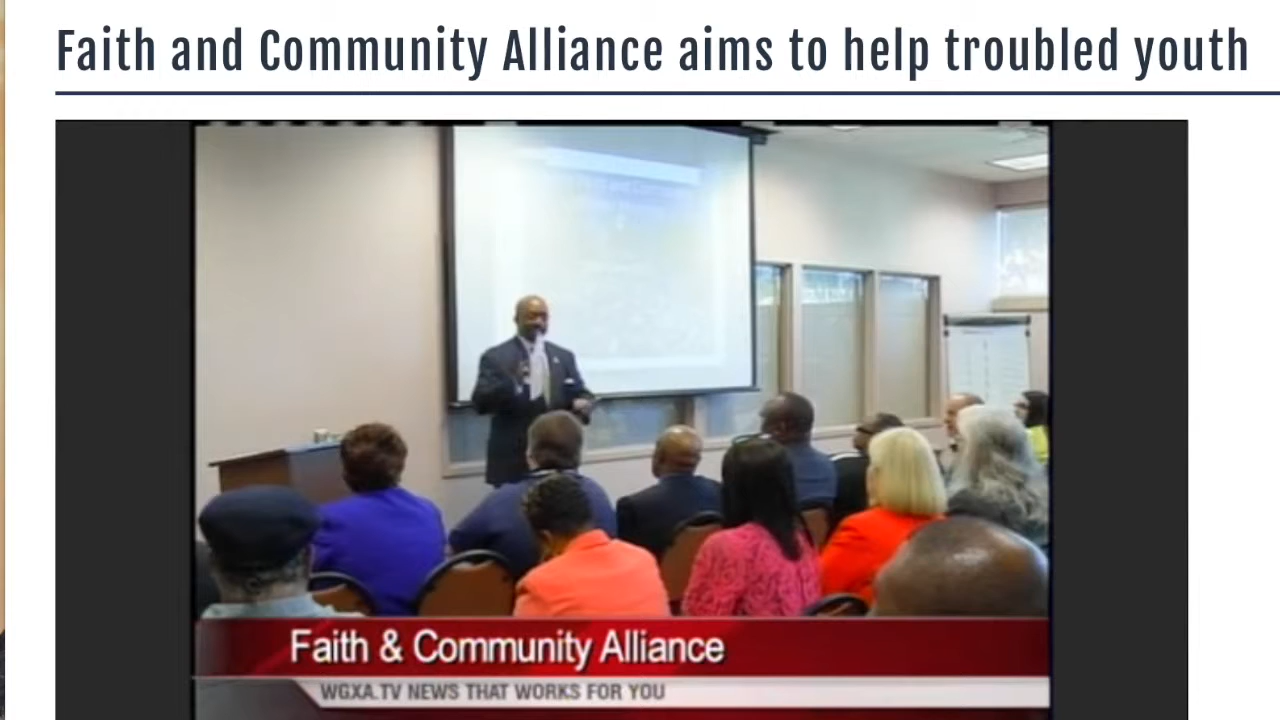 Faith and Community Alliance aims to help troubled youth
Faith & Community Alliance
WGXA.TV NEWS THAT WORKS FOR YOU